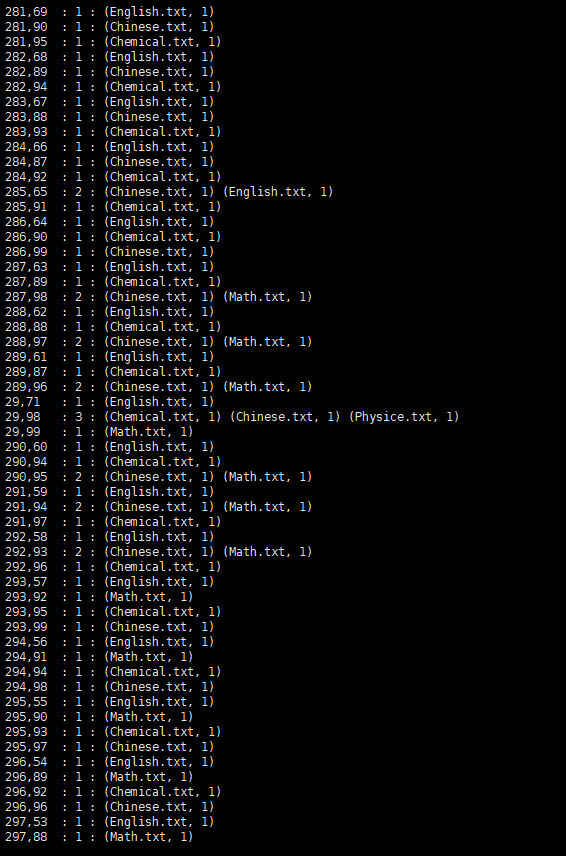 281,69 : 1 : (English.txt, 1)
281,90 : 1 : (Chinese.txt, 1)
281,95 : 1 : (Chemical.txt, 1)
282,68 : 1 : (English.txt, 1)
282,89 : 1 : (Chinese.txt, 1)
282,94 : 1 : (Chemical.txt, 1)
283,67 : 1 : (English.txt, 1)
283,88 : 1 : (Chinese.txt, 1)
283,93 : 1 : (Chemical.txt, 1)
284,66 : 1 : (English.txt, 1)
284,87 : 1 : (Chinese.txt, 1)
284,92 : 1 : (Chemical.txt, 1)
285,65 : 2 : (Chinese.txt, 1) (English.txt, 1)
285,91 : 1 : (Chemical.txt, 1)
286,64 : 1 : (English.txt, 1)
286,90 : 1 : (Chemical.txt, 1)
286,99 : 1 : (Chinese.txt, 1)
287,63 : 1 : (English.txt, 1)
287,89 : 1 : (Chemical.txt, 1)
287,98 : 2 : (Chinese.txt, 1) (Math.txt, 1)
288,62 : 1 : (English.txt, 1)
288,88 : 1 : (Chemical.txt, 1)
288,97 : 2 : (Chinese.txt, 1) (Math.txt, 1)
289,61 : 1 : (English.txt, 1)
289,87 : 1 : (Chemical.txt, 1)
289,96 : 2 : (Chinese.txt, 1) (Math.txt, 1)
29,71 : 1 : (English.txt, 1)
29,98 : 3 : (Chemical.txt, 1) (Chinese.txt, 1) (Physice.txt, 1)
29,99 : 1 : (Math.txt, 1)
290,60 : 1 : (English.txt, 1)
290,94 : 1 : (Chemical.txt, 1)
290,95 : 2 : (Chinese.txt, 1) (Math.txt, 1)
291,59 : 1 : (English.txt, 1)
291,94 : 2 : (Chinese.txt, 1) (Math.txt, 1)
291,97 : 1 : (Chemical.txt, 1)
292,58 : 1 : (English.txt, 1)
292,93 : 2 : (Chinese.txt, 1) (Math.txt, 1)
292,96 : 1 : (Chemical.txt, 1)
293,57 : 1 : (English.txt, 1)
293,92 : 1 : (Math.txt, 1)
293,95 : 1 : (Chemical.txt, 1)
293,99 : 1 : (Chinese.txt, 1)
294,56 : 1 : (English.txt, 1)
294,91 : 1 : (Math.txt, 1)
294,94 : 1 : (Chemical.txt, 1)
294,98 : 1 : (Chinese.txt, 1)
295,55 : 1 : (English.txt, 1)
295,90 : 1 : (Math.txt, 1)
295,93 : 1 : (Chemical.txt, 1)
295,97 : 1 : (Chinese.txt, 1)
296,54 : 1 : (English.txt, 1)
296,89 : 1 : (Math.txt, 1)
296,92 : 1 : (Chemical.txt, 1)
296,96 : 1 : (Chinese.txt, 1)
297,53 : 1 : (English.txt, 1)
297,88 : 1 : (Math.txt, 1)